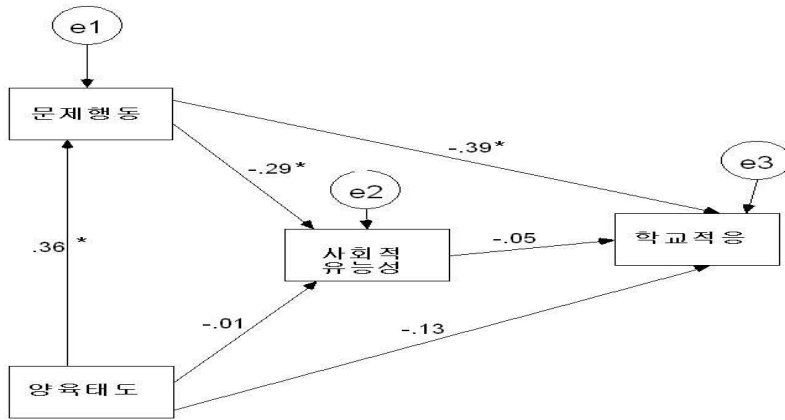 e1
문제행동
-.39*
-.29*
e2
e3
.36 *
사회적
유능성
-.05
학교적응
-.01
-.13
양육태도